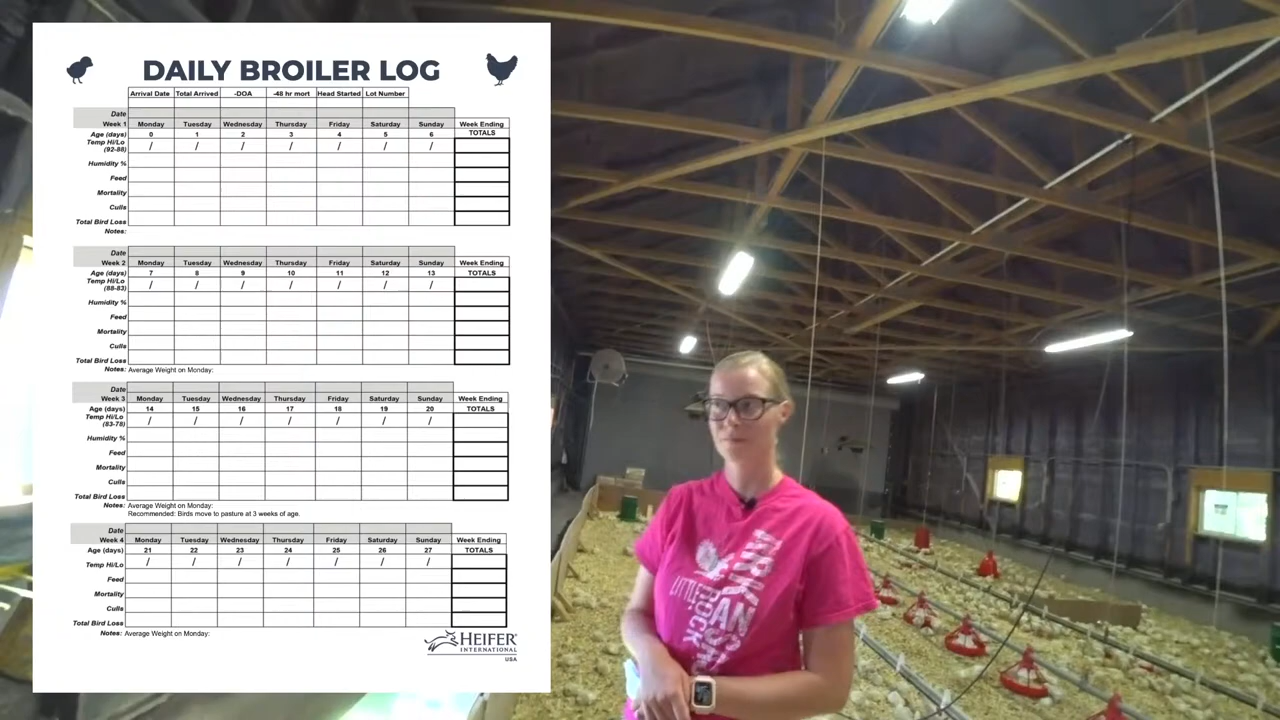 DAILY BROILER LOG
Arrival Date Total Arrived -DOA -48 hr mort Head Started Lot Number
Date
Week 1 Monday Tuesday Wednesday Thursday Friday Saturday Sunday Week Ending
Age (days) 0 1 2 3 4 5 6 TOTALS
Temp Hi/Lo / / / / / / /
(92-88)
Humidity %
Feed
Mortality
Culls
Total Bird Loss
Notes:
Date
Week 2 Monday Tuesday Wednesday Thursday Friday Saturday Sunday Week Ending
Age (days) 7 8 9 10 11 12 13 TOTALS
Temp Hi/Lo / / / / / / /
(88-83)
Humidity %
Feed
Mortality
Culls
Total Bird Loss
Notes: Average Weight on Monday:
Date
Week 3 Monday Tuesday Wednesday Thursday Friday Saturday Sunday Week Ending
Age (days) 14 15 16 17 18 19 20 TOTALS
Temp Hi/Lo / / / / / / /
(83-78)
Humidity %
Feed
Mortality
Culls
Total Bird Loss
Notes: Average Weight on Monday:
Recommended: Birds move to pasture at 3 weeks of age.
Date
Week 4 Monday Tuesday Wednesday Thursday Friday Saturday Sunday Week Ending
Age (days) 21 22 23 24 25 26 27 TOTALS
Temp Hi/Lo / / / / / / /
Feed
Mortality
Culls
Total Bird Loss
Notes: Average Weight on Monday:
HEIFER
INTERNATIONAL
USA
ARKANSAS
LITTLE ROCK